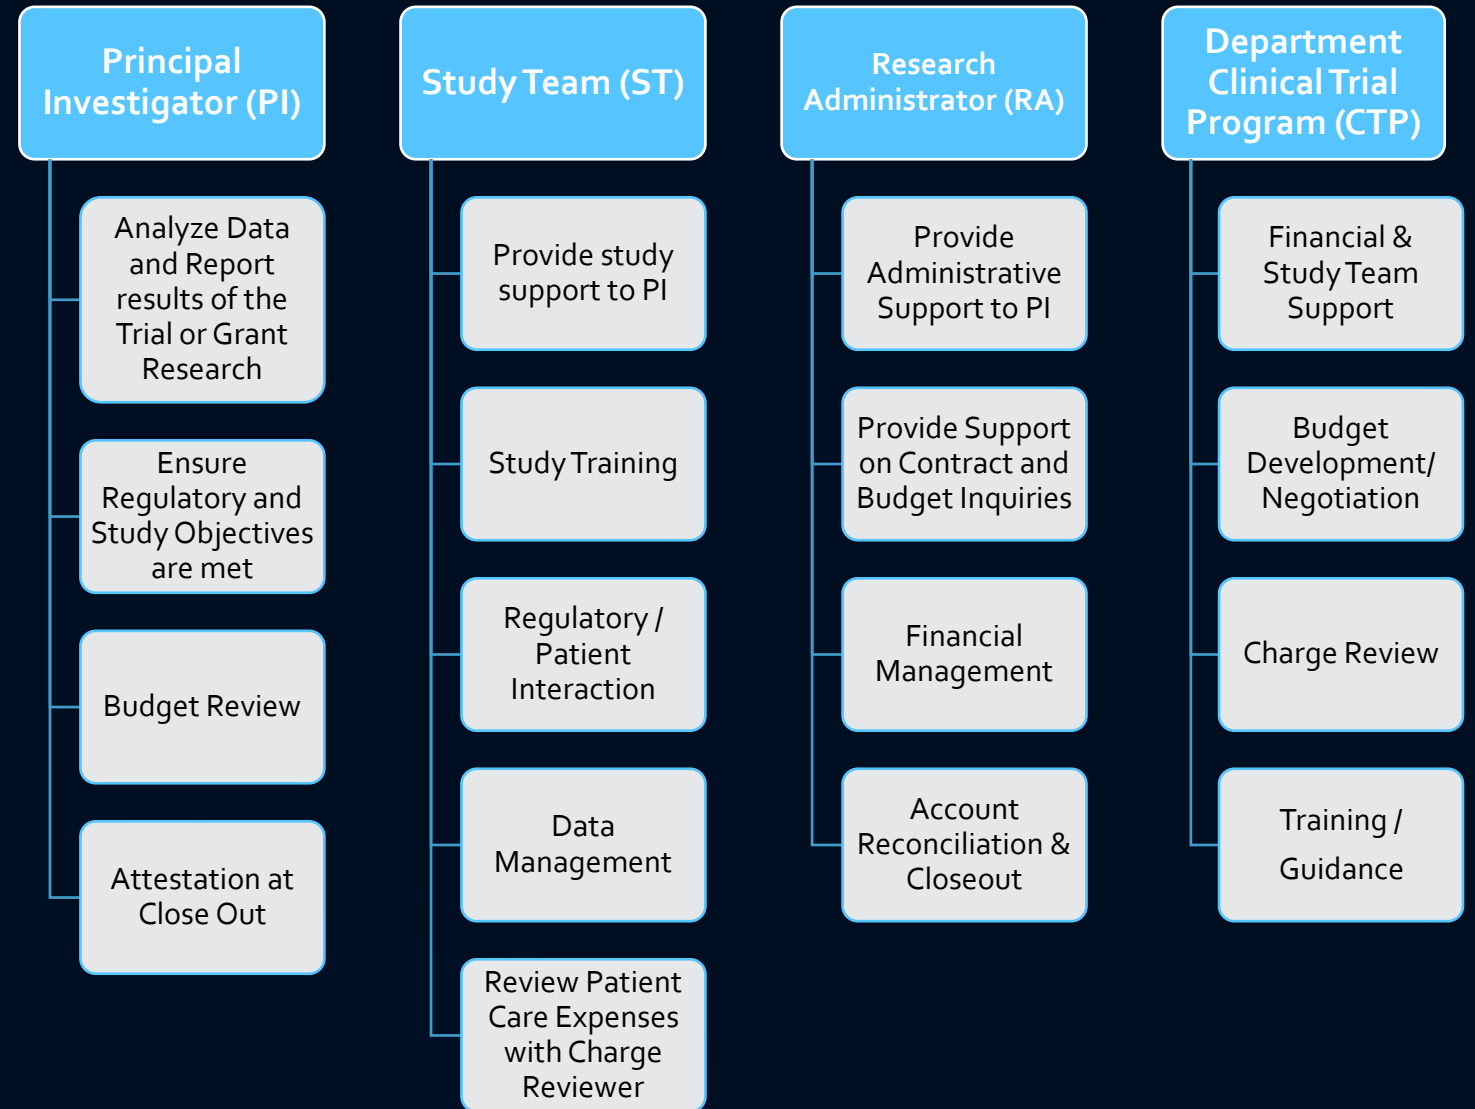 Principal
Investigator (PI)
Analyze Data
and Report
results of the
Trial or Grant
Research
Ensure
Regulatory and
Study Objectives
are met
Budget Review
Attestation at
Close Out
Study Team (ST)
Provide study
support to PI
Study Training
Regulatory /
Patient
Interaction
Data
Management
Review Patient
Care Expenses
with Charge
Reviewer
Research
Administrator (RA)
Provide
Administrative
Support to PI
Provide Support
on Contract and
Budget Inquiries
Financial
Management
Account
Reconciliation &
Closeout
Department
Clinical Trial
Program (CTP)
Financial &
Study Team
Support
Budget
Development/
Negotiation
Charge Review
Training /
Guidance